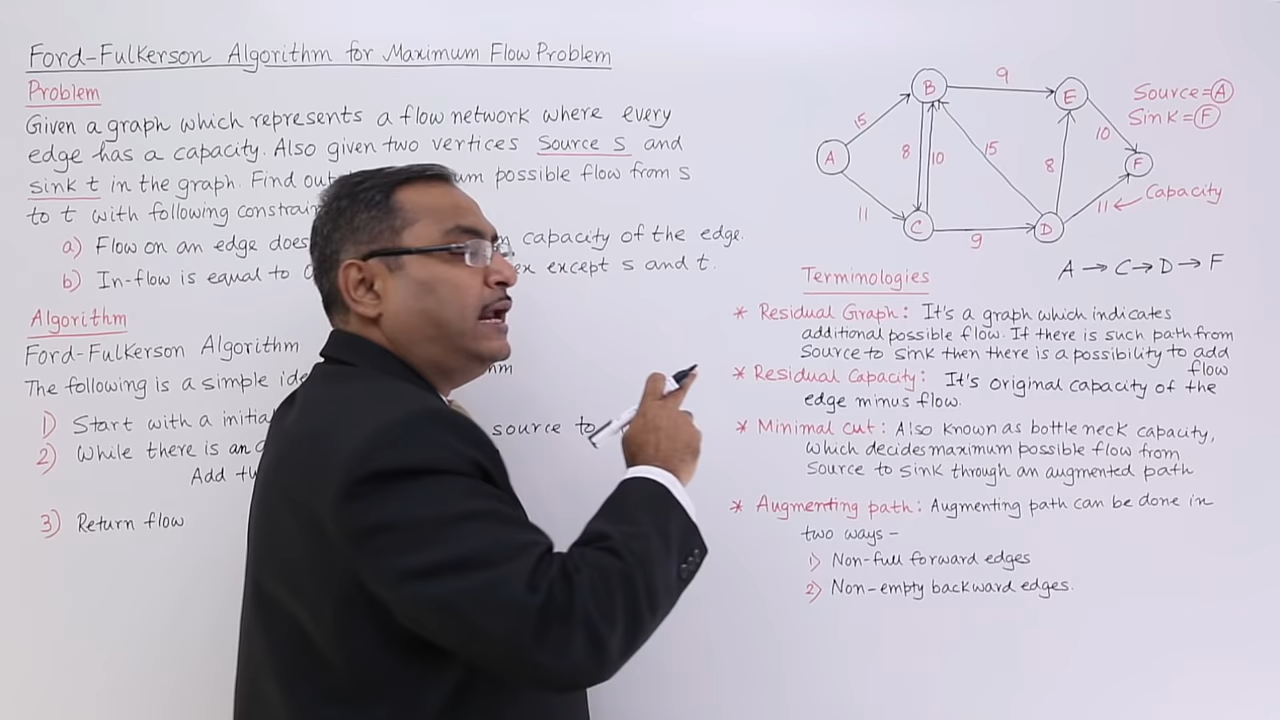 Ford-Fulkerson Algorithm for Maximum Flow Problem
Problem
Given a graph which represents a flow network where every
edge has a capacity. Also given two vertices Source S and
sink t in the graph. Find out possible flow from s
to t with following
a) Flow on an edge capacity of the edge.
b) In-flow is equal to except s and t.
Algorithm
Ford-Fulkerson Algorithm
The following is a simple
1) Start with a
source to
2) While there is an
Add
3) Return flow
A
B
C
D
E
F
15
11
8
10
9
15
9
8
10
11
Source=A
Sink=F
Capacity
A → C → D → F
Terminologies
* Residual Graph: It's a graph which indicates
additional possible flow. If there is such path from
source to sink then there is a possibility to add
flow
* Residual Capacity: It's original capacity of the
edge minus flow.
* Minimal cut: Also known as bottle neck capacity,
which decides maximum possible flow from
source to sink through an augmented path
* Augmenting path: Augmenting path can be done in
two ways –
1) Non-full forward edges
2) Non-empty backward edges.